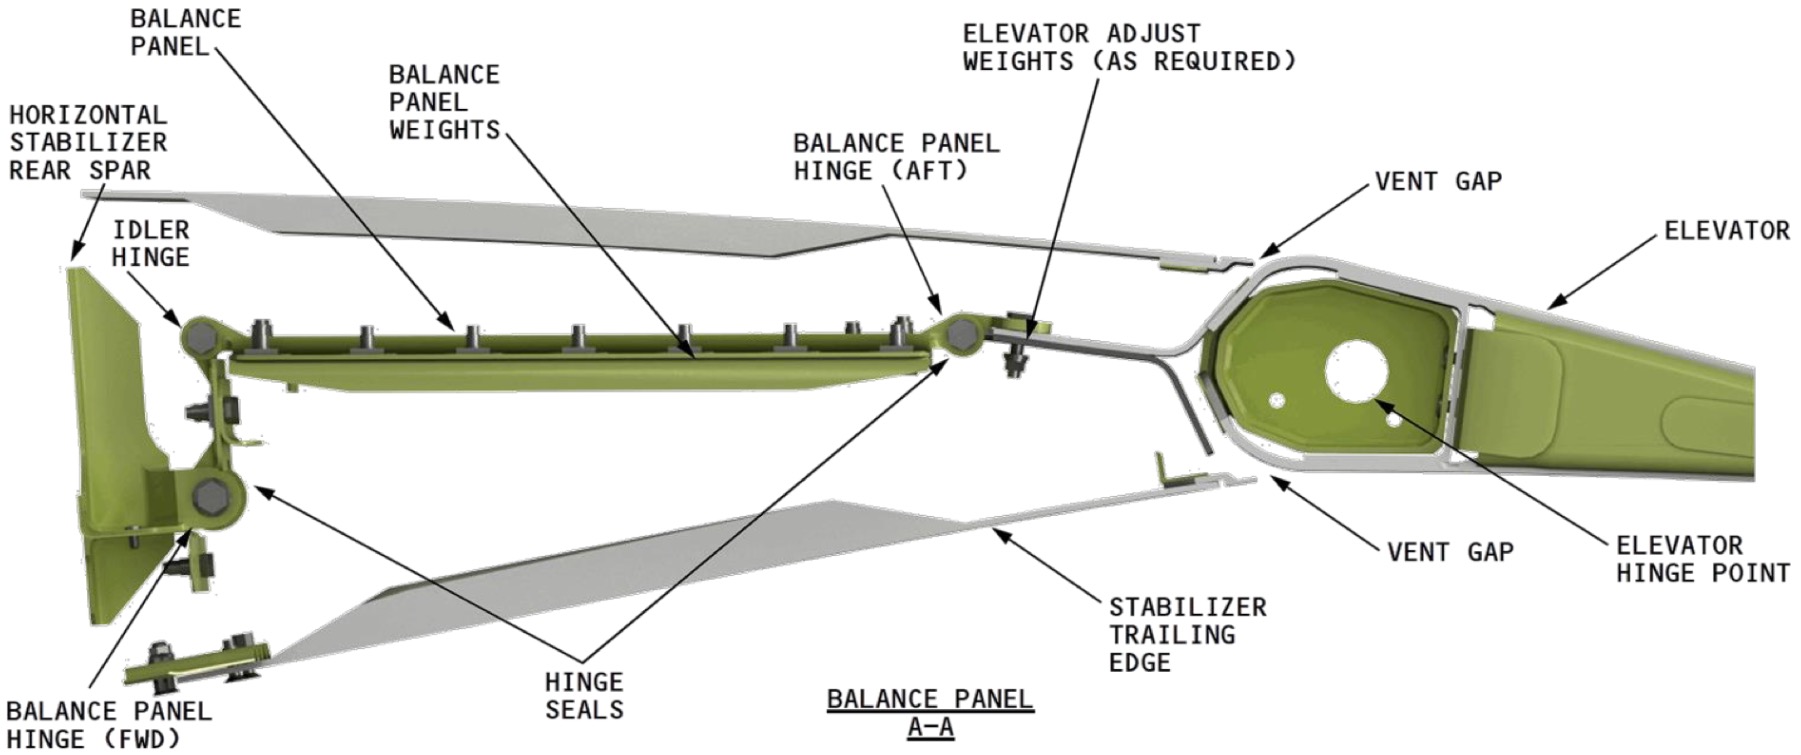 BALANCE
PANEL
BALANCE
PANEL
WEIGHTS
ELEVATOR ADJUST
WEIGHTS (AS REQUIRED)
HORIZONTAL
STABILIZER
REAR SPAR
BALANCE PANEL
HINGE (AFT)
VENT GAP
IDLER
HINGE
ELEVATOR
VENT GAP
ELEVATOR
HINGE POINT
STABILIZER
TRAILING
EDGE
HINGE
SEALS
BALANCE PANEL
HINGE (FWD)
BALANCE PANEL
A-A